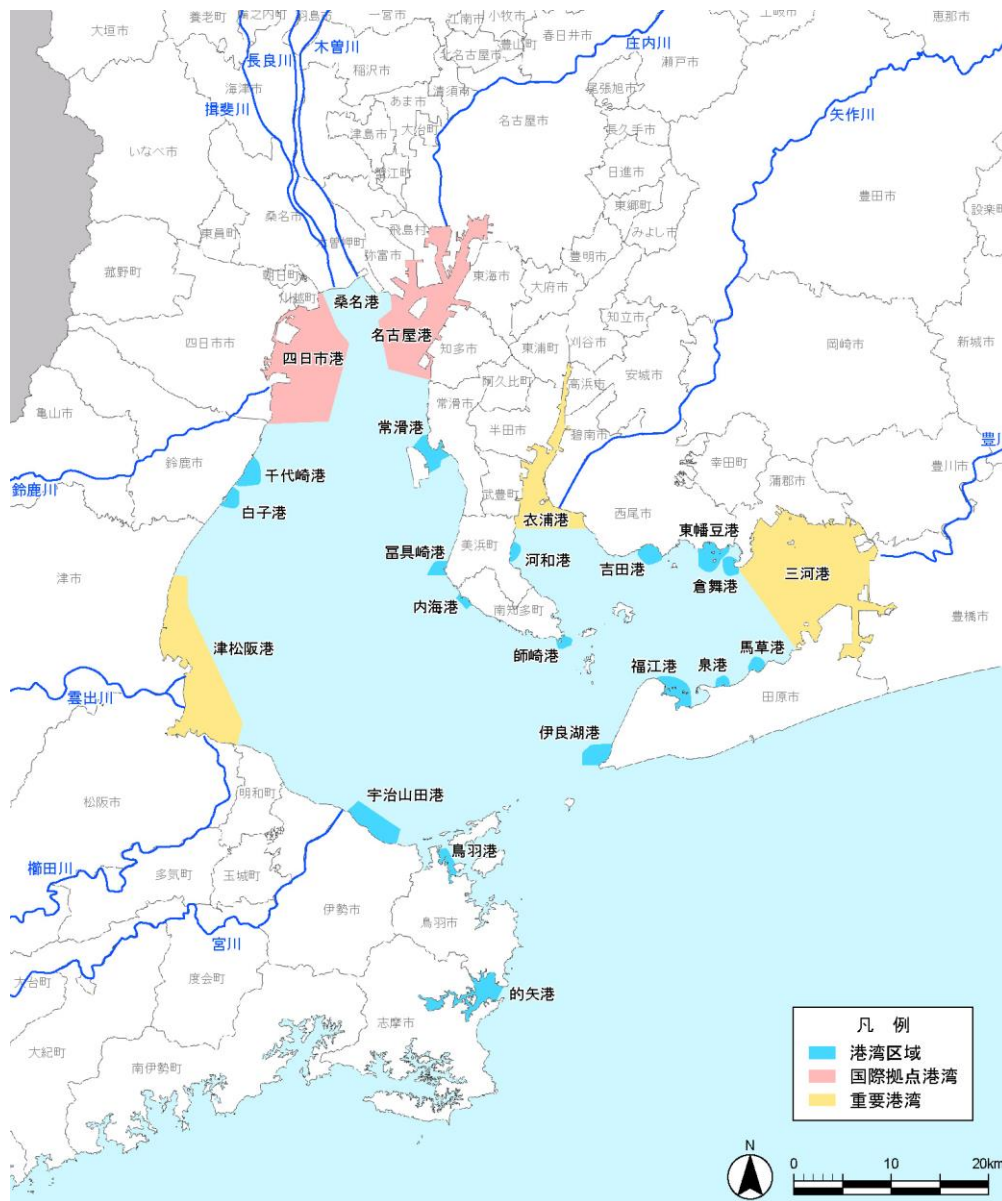 大垣市
養老町
羽島市
一宮市
江南市
小牧市
恵那市
木曽川
長良川
北名古屋市
豊山町
春日井市
庄内川
瀬戸市
揖斐川
海津市
稲沢市
清須市
尾張旭市
あま市
名古屋市
矢作川
津島市
大治町
長久手市
いなべ市
蟹江町
日進市
豊田市
設楽町
桑名市
飛島村
東郷町
東員町
木曽岬町
弥富市
みよし市
菰野町
朝日町
川越町
東海市
豊明市
大府市
桑名港
名古屋港
知立市
四日市市
四日市港
知多市
東浦町
刈谷市
岡崎市
新城市
阿久比町
高浜市
安城市
亀山市
常滑市
半田市
碧南市
常滑港
鈴鹿市
千代崎港
幸田町
豊川市
蒲郡市
鈴鹿川
武豊町
白子港
衣浦港
西尾市
東幡豆港
冨具崎港
美浜町
河和港
吉田港
倉舞港
三河港
津市
内海港
南知多町
豊橋市
津松阪港
師崎港
馬草港
福江港
泉港
雲出川
田原市
伊良湖港
松阪市
明和町
宇治山田港
櫛田川
多気町
玉城町
鳥羽港
伊勢市
鳥羽市
宮川
度会町
大台町
的矢港
志摩市
大紀町
南伊勢町
凡 例
港湾区域
国際拠点港湾
重要港湾
N
0 10 20km